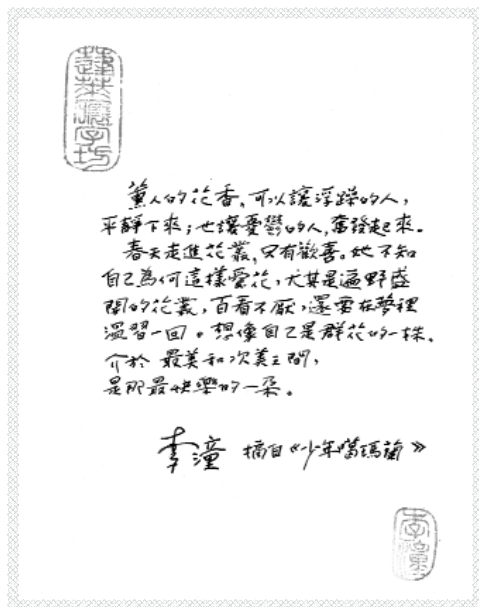 薰人的花香,可以讓浮躁的人,
平靜下來;也讓憂鬱的人,奮發起來。
春天走進花叢,只有歡喜。她不知
自己為何這樣愛花,尤其是遍野盛
開的花叢,百看不厭,還要在夢裡
溫習一回。想像自己是群花的一株,
介於最美和次美之間,
是那最快樂的一朵。
李潼 摘自《少年噶瑪蘭》
李潼